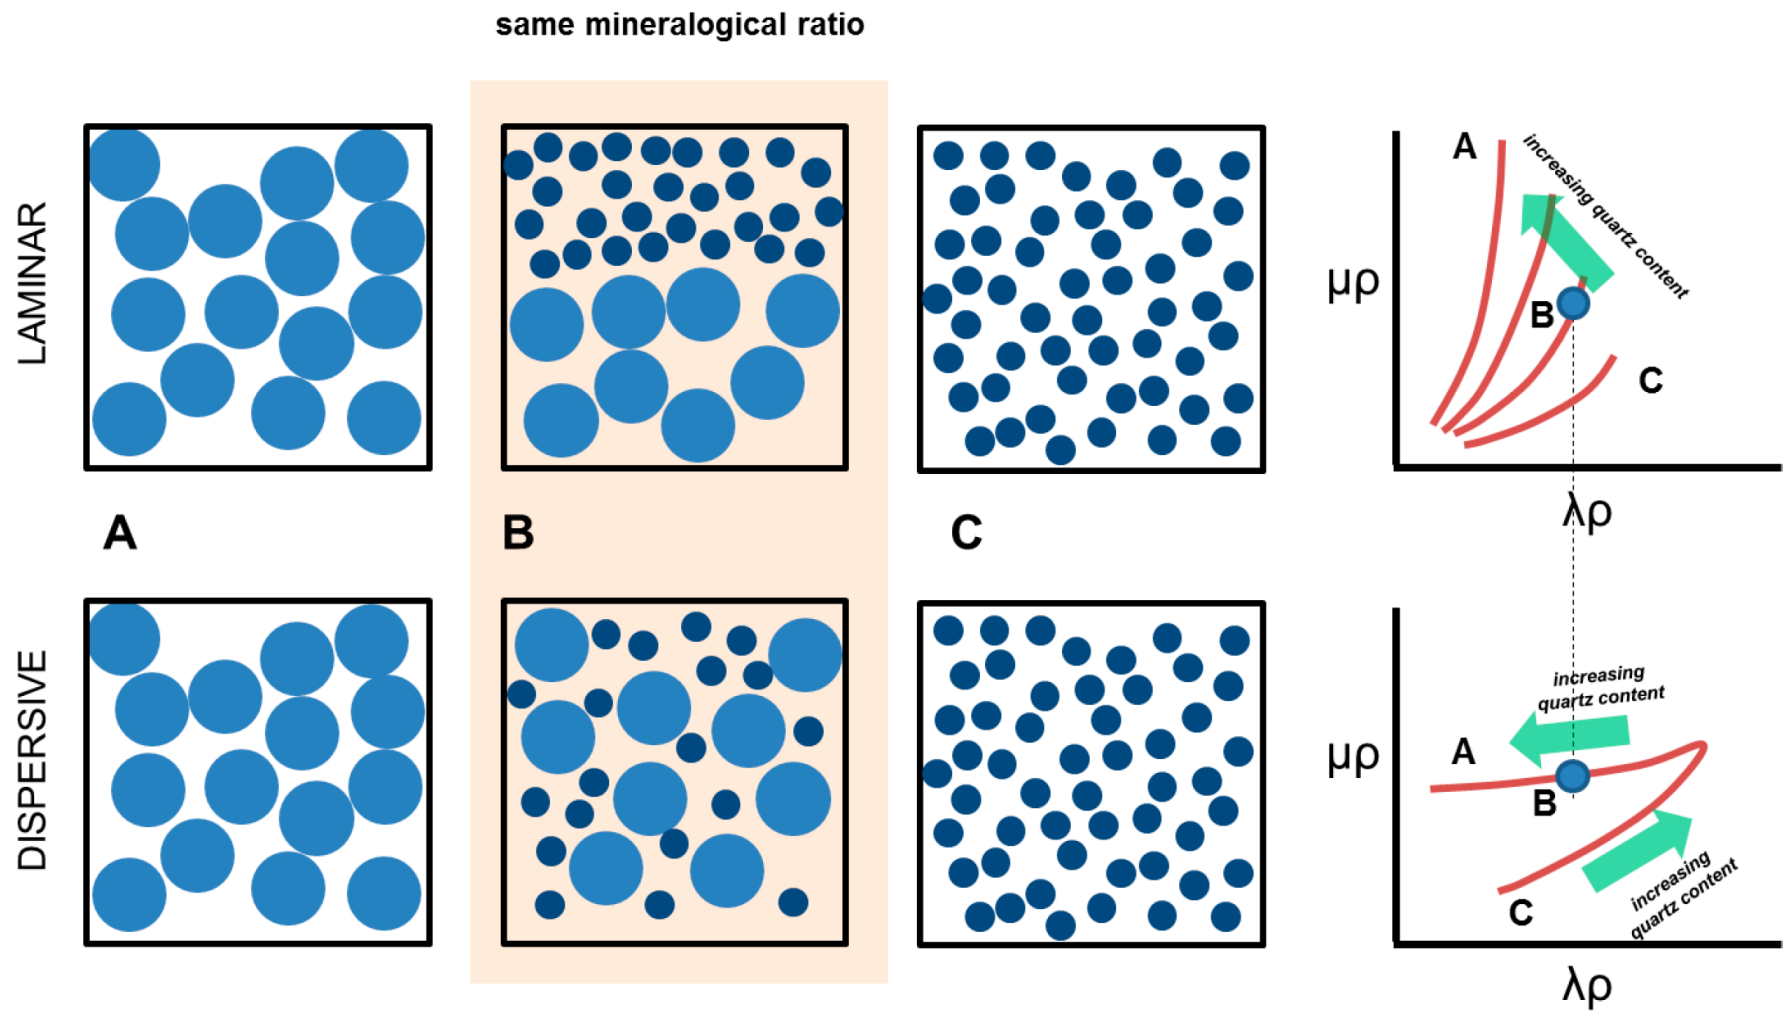 same mineralogical ratio
LAMINAR
A
B
C
DISPERSIVE
μρ
A
B
C
increasing quartz content
λρ
μρ
A
B
C
increasing
quartz content
increasing
quartz content
λρ